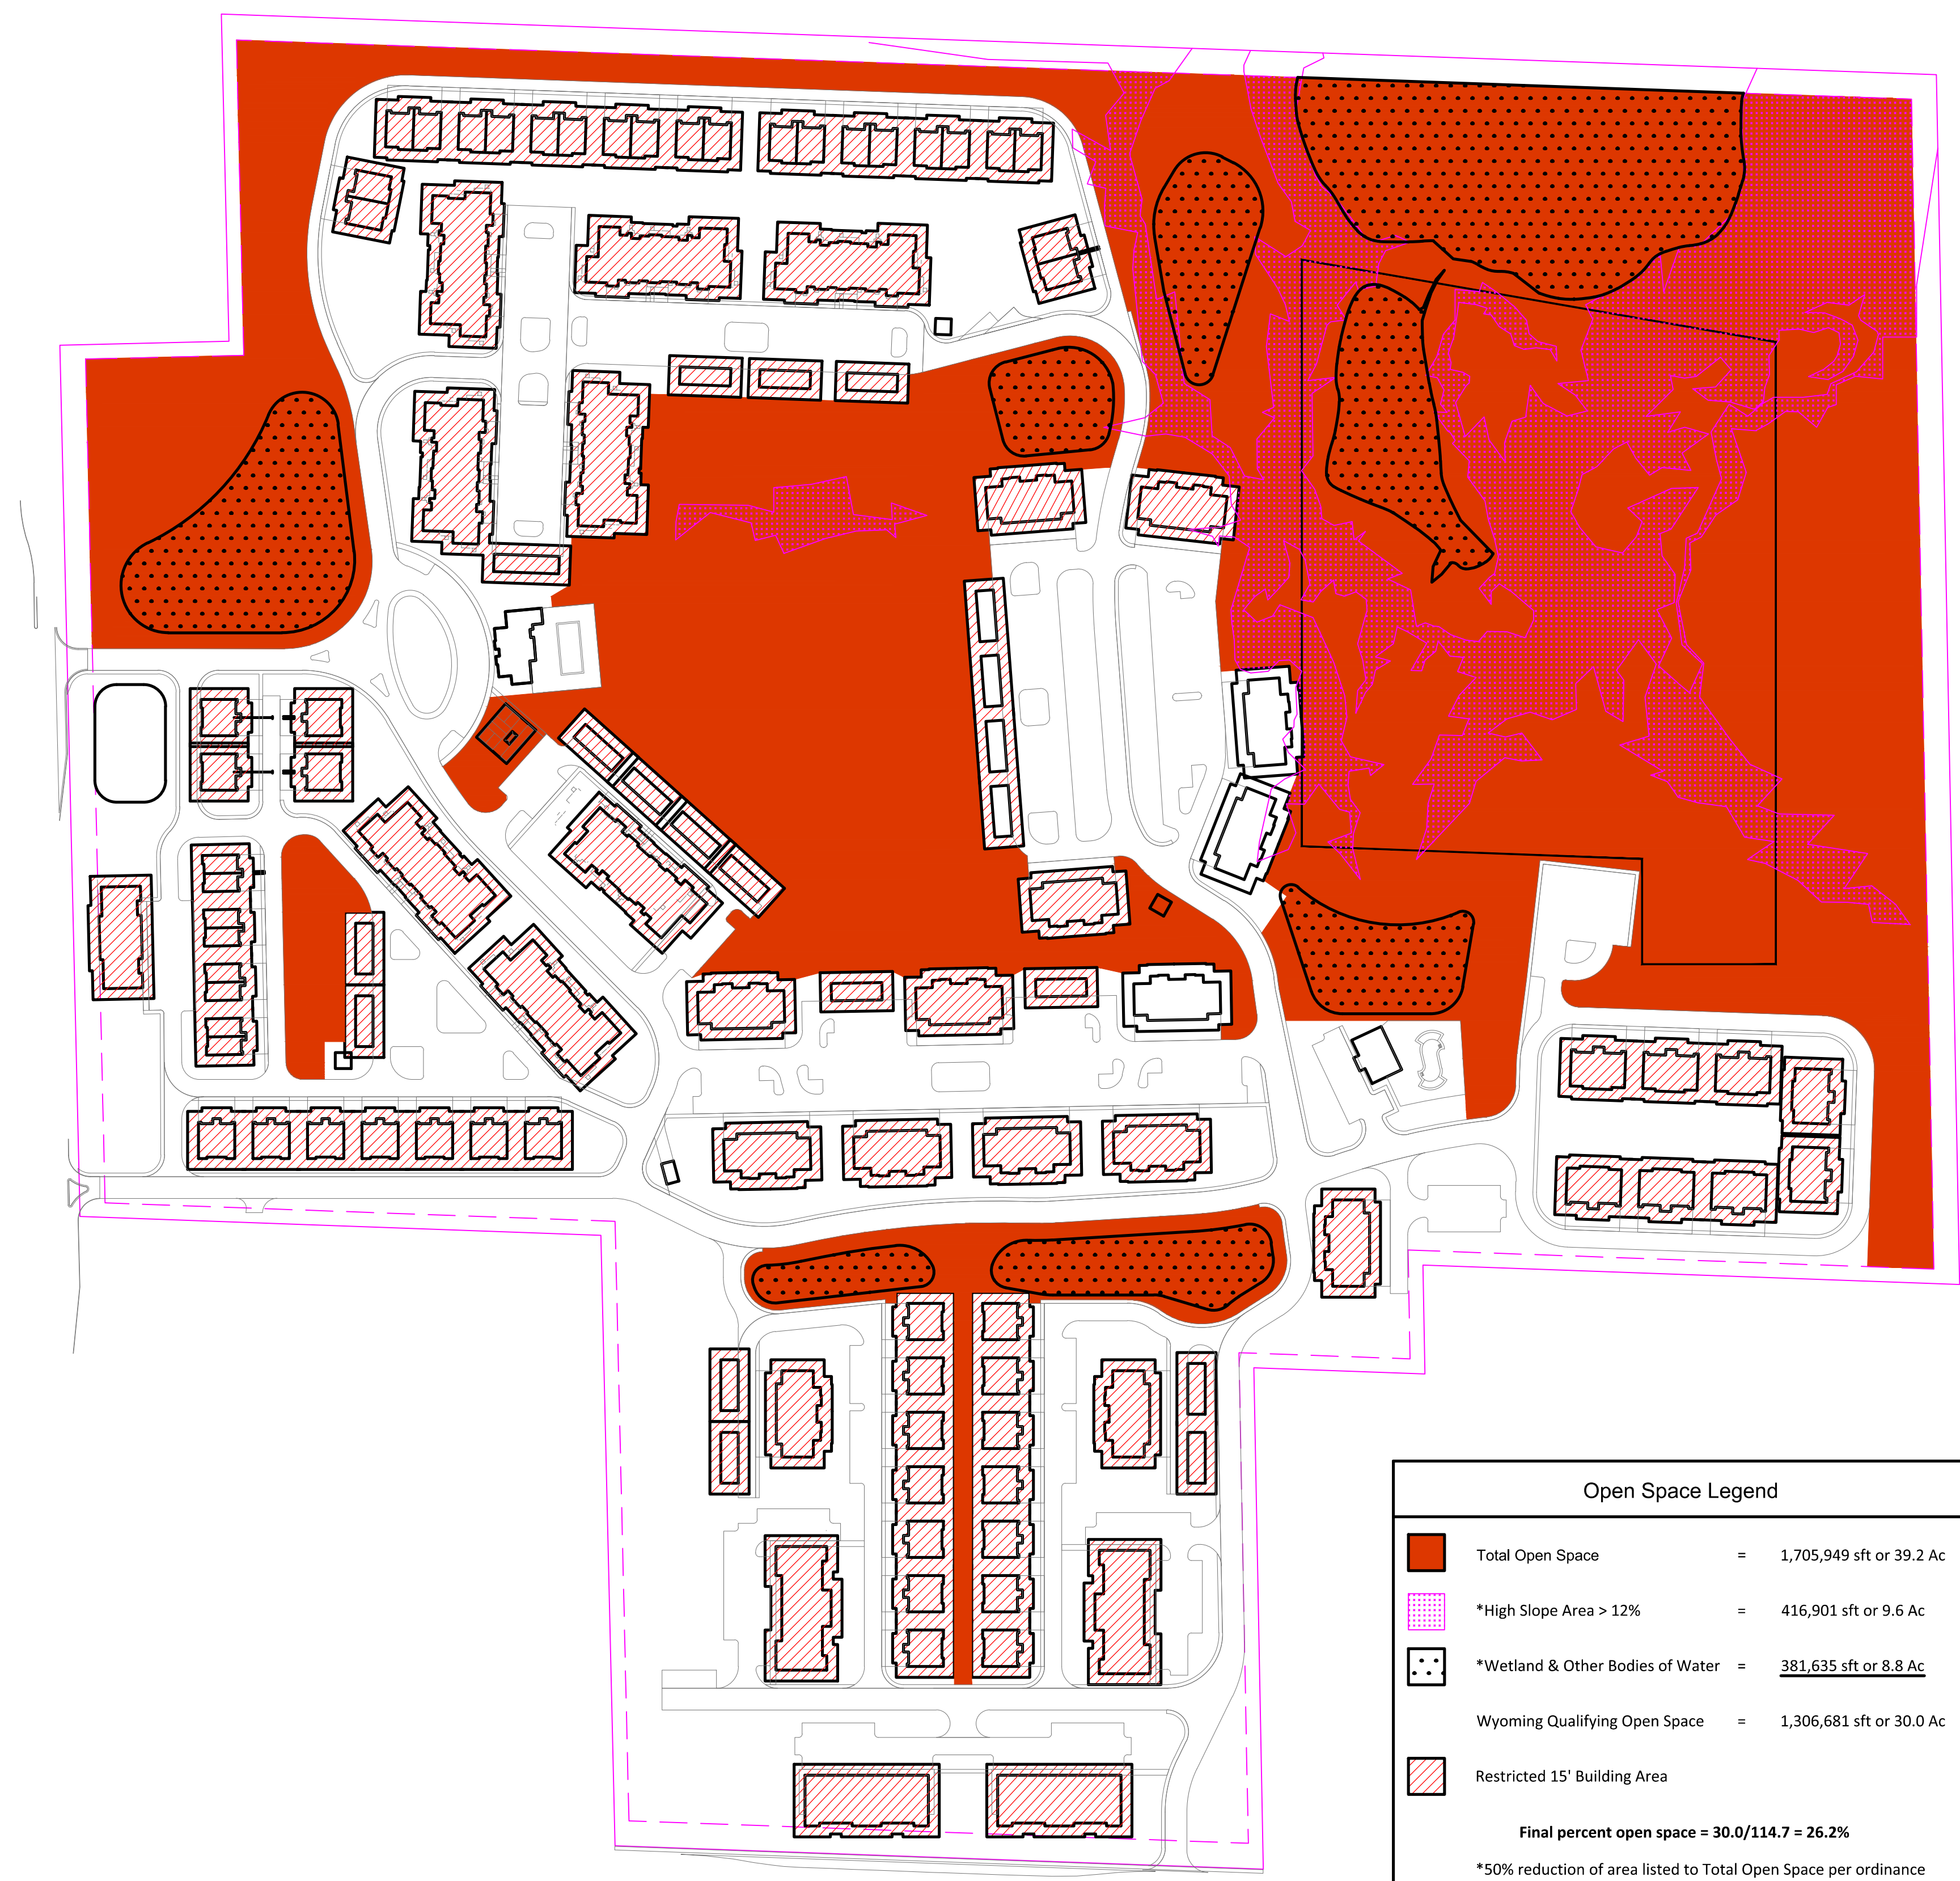 Open Space Legend
Total Open Space = 1,705,949 sft or 39.2 Ac
*High Slope Area > 12% = 416,901 sft or 9.6 Ac
*Wetland & Other Bodies of Water = 381,635 sft or 8.8 Ac
Wyoming Qualifying Open Space = 1,306,681 sft or 30.0 Ac
Restricted 15' Building Area
Final percent open space = 30.0/114.7 = 26.2%
*50% reduction of area listed to Total Open Space per ordinance